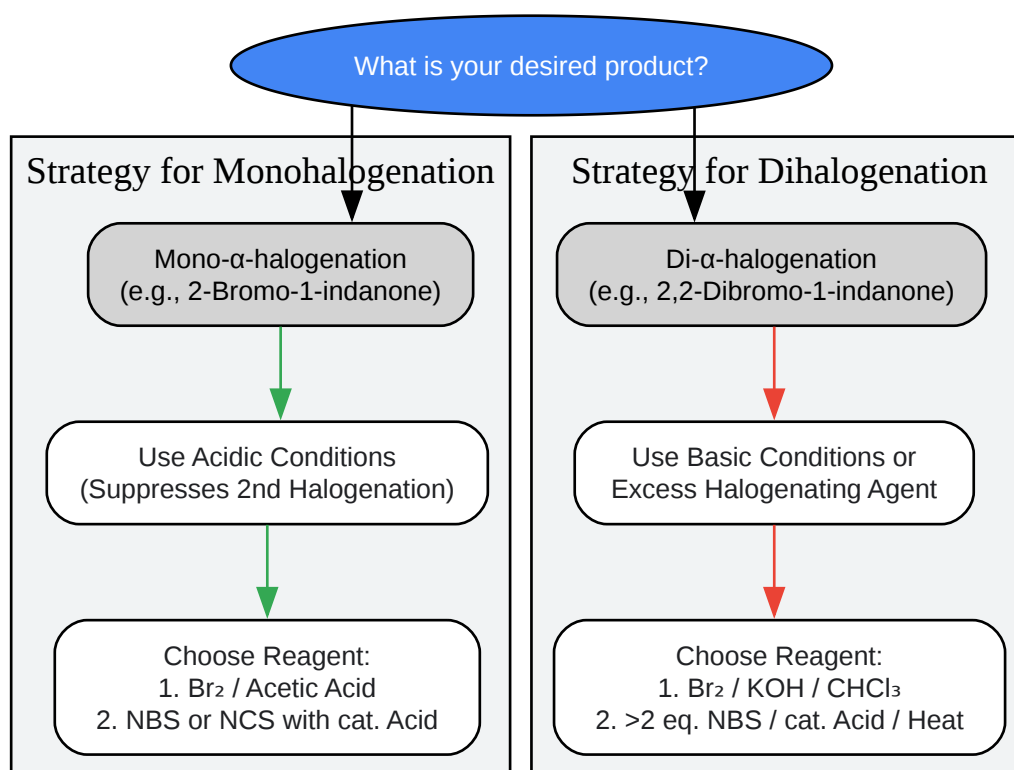 What is your desired product?
Strategy for Monohalogenation
Mono-α-halogenation
(e.g., 2-Bromo-1-indanone)
Use Acidic Conditions
(Suppresses 2nd Halogenation)
Choose Reagent:
1. Br₂ / Acetic Acid
2. NBS or NCS with cat. Acid
Strategy for Dihalogenation
Di-α-halogenation
(e.g., 2,2-Dibromo-1-indanone)
Use Basic Conditions or
Excess Halogenating Agent
Choose Reagent:
1. Br₂ / KOH / CHCl₃
2. >2 eq. NBS / cat. Acid / Heat